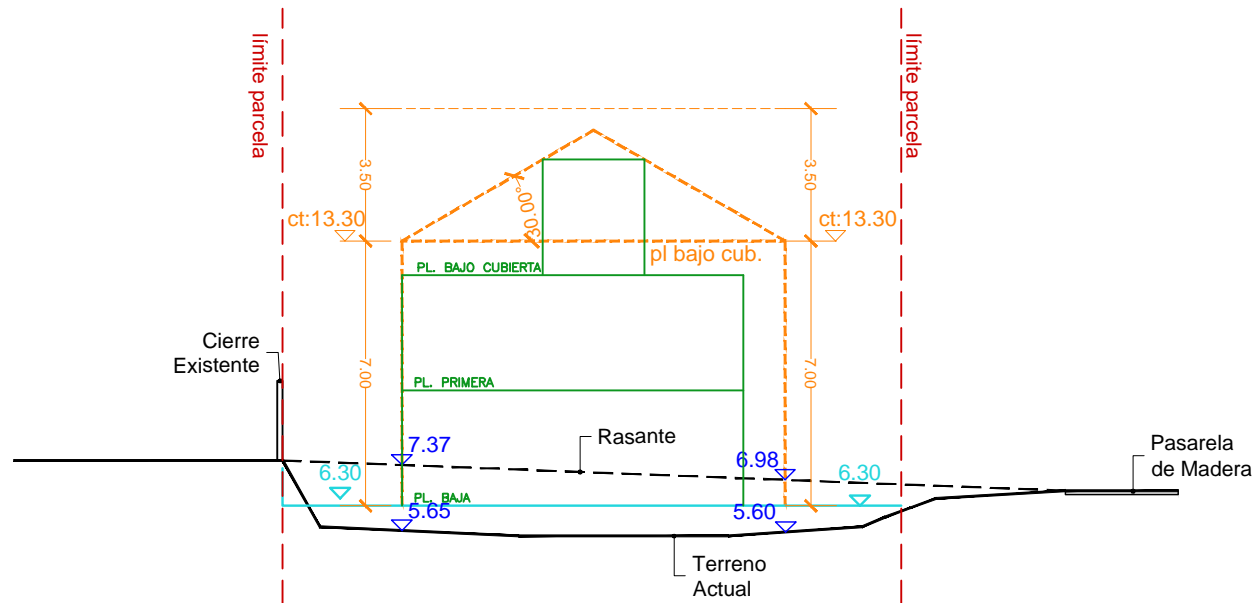 límite parcela
límite parcela
3.50
3.50
30.00°
ct:13.30
ct:13.30
pl bajo cub.
PL. BAJO CUBIERTA
Cierre
Existente
7.00
7.00
PL. PRIMERA
7.37
Rasante
6.98
6.30
6.30
Pasarela
de Madera
PL. BAJA
5.65
5.60
Terreno
Actual